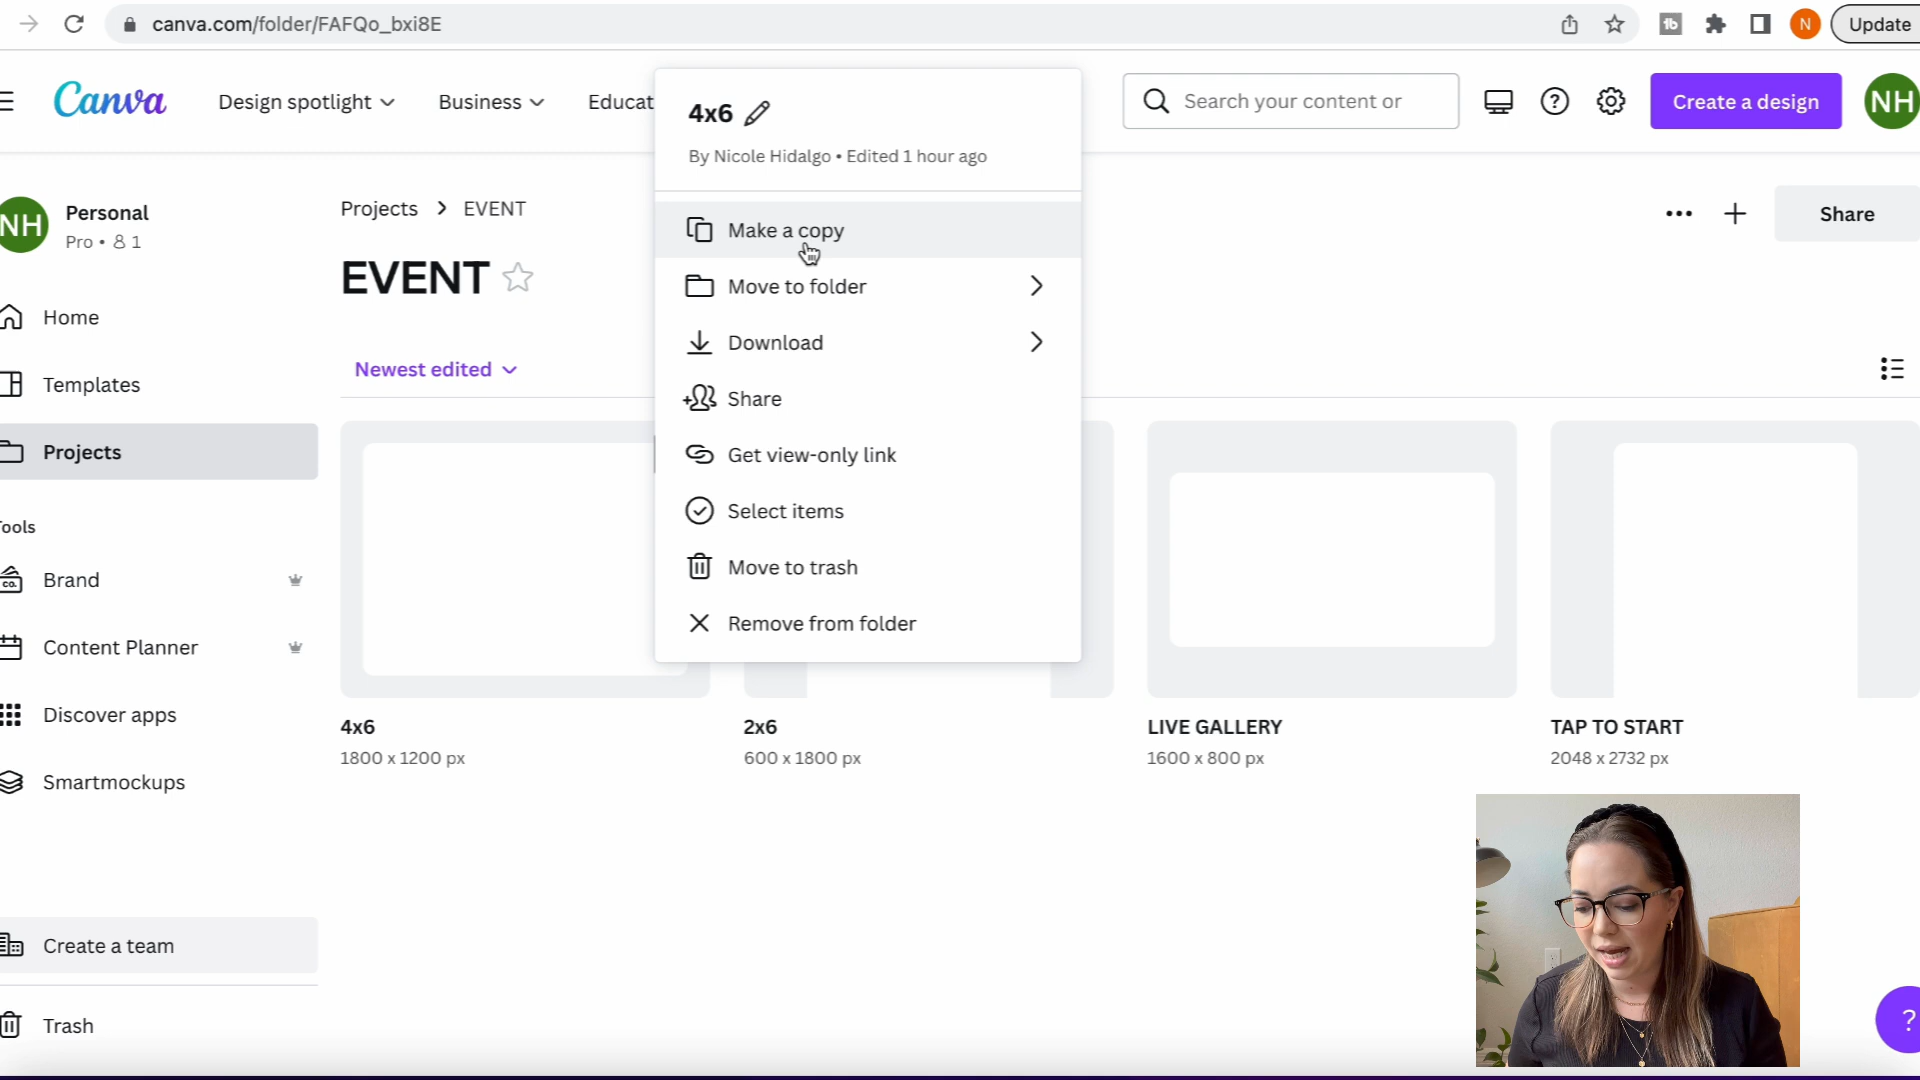 canva.com/folder/FAFQo_bxi8E
tb
N
Update
Canva
Design spotlight
Business
Educat
Search your content or
?
Create a design
NH
4x6
By Nicole Hidalgo • Edited 1 hour ago
Make a copy
Move to folder
Download
Share
Get view-only link
Select items
Move to trash
Remove from folder
NH
Personal
Pro • 1
Home
Templates
Projects
Tools
CO.
Brand
Content Planner
Discover apps
Smartmockups
Create a team
Trash
Projects > EVENT
Share
EVENT
Newest edited
4x6
1800 x 1200 px
2x6
600 x 1800 px
LIVE GALLERY
1600 x 800 px
TAP TO START
2048 x 2732 px
?